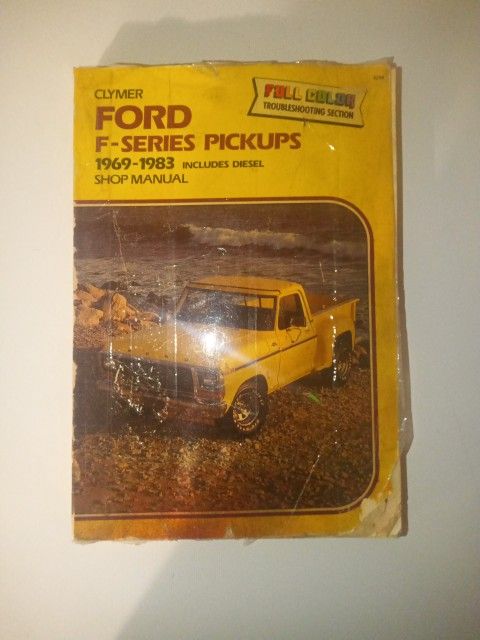 CLYMER
FORD
F-SERIES PICKUPS
1969-1983 INCLUDES DIESEL
SHOP MANUAL
FULL COLOR
TROUBLESHOOTING SECTION